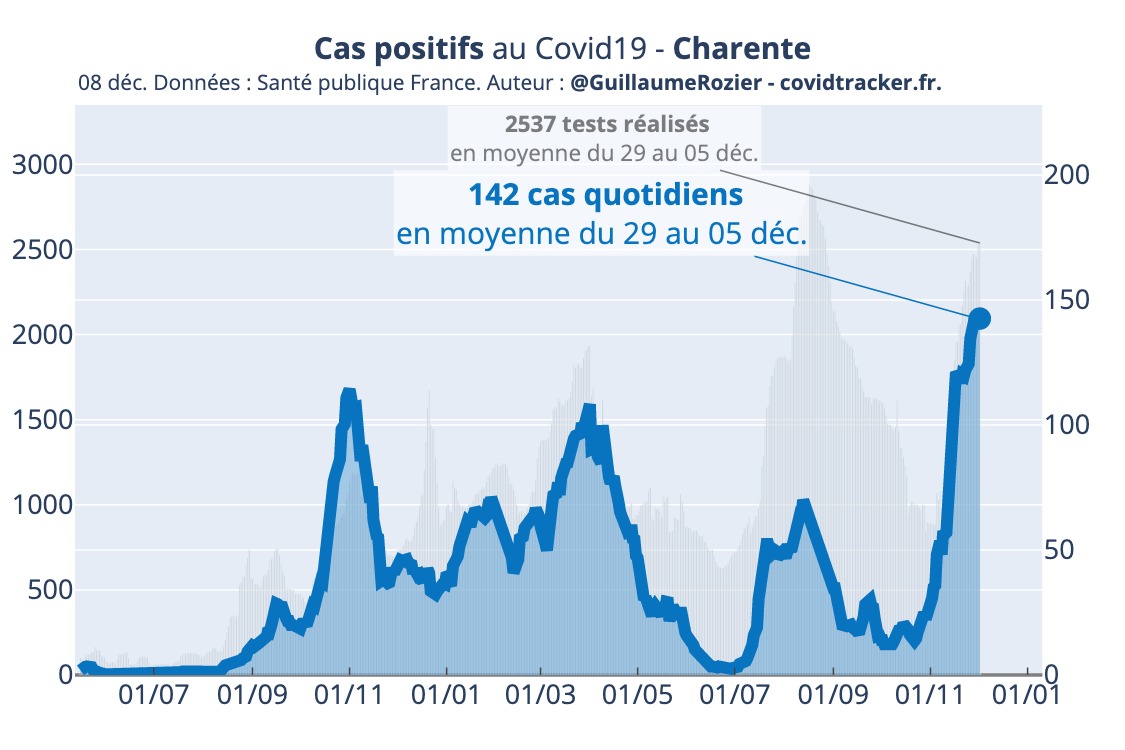 Cas positifs au Covid19 - Charente
08 déc. Données : Santé publique France. Auteur : @GuillaumeRozier - covidtracker.fr.
2537 tests réalisés
en moyenne du 29 au 05 déc.
142 cas quotidiens
en moyenne du 29 au 05 déc.
3000
2500
2000
1500
1000
500
0
200
150
100
50
0
01/07 01/09 01/11 01/01 01/03 01/05 01/07 01/09 01/11 01/01